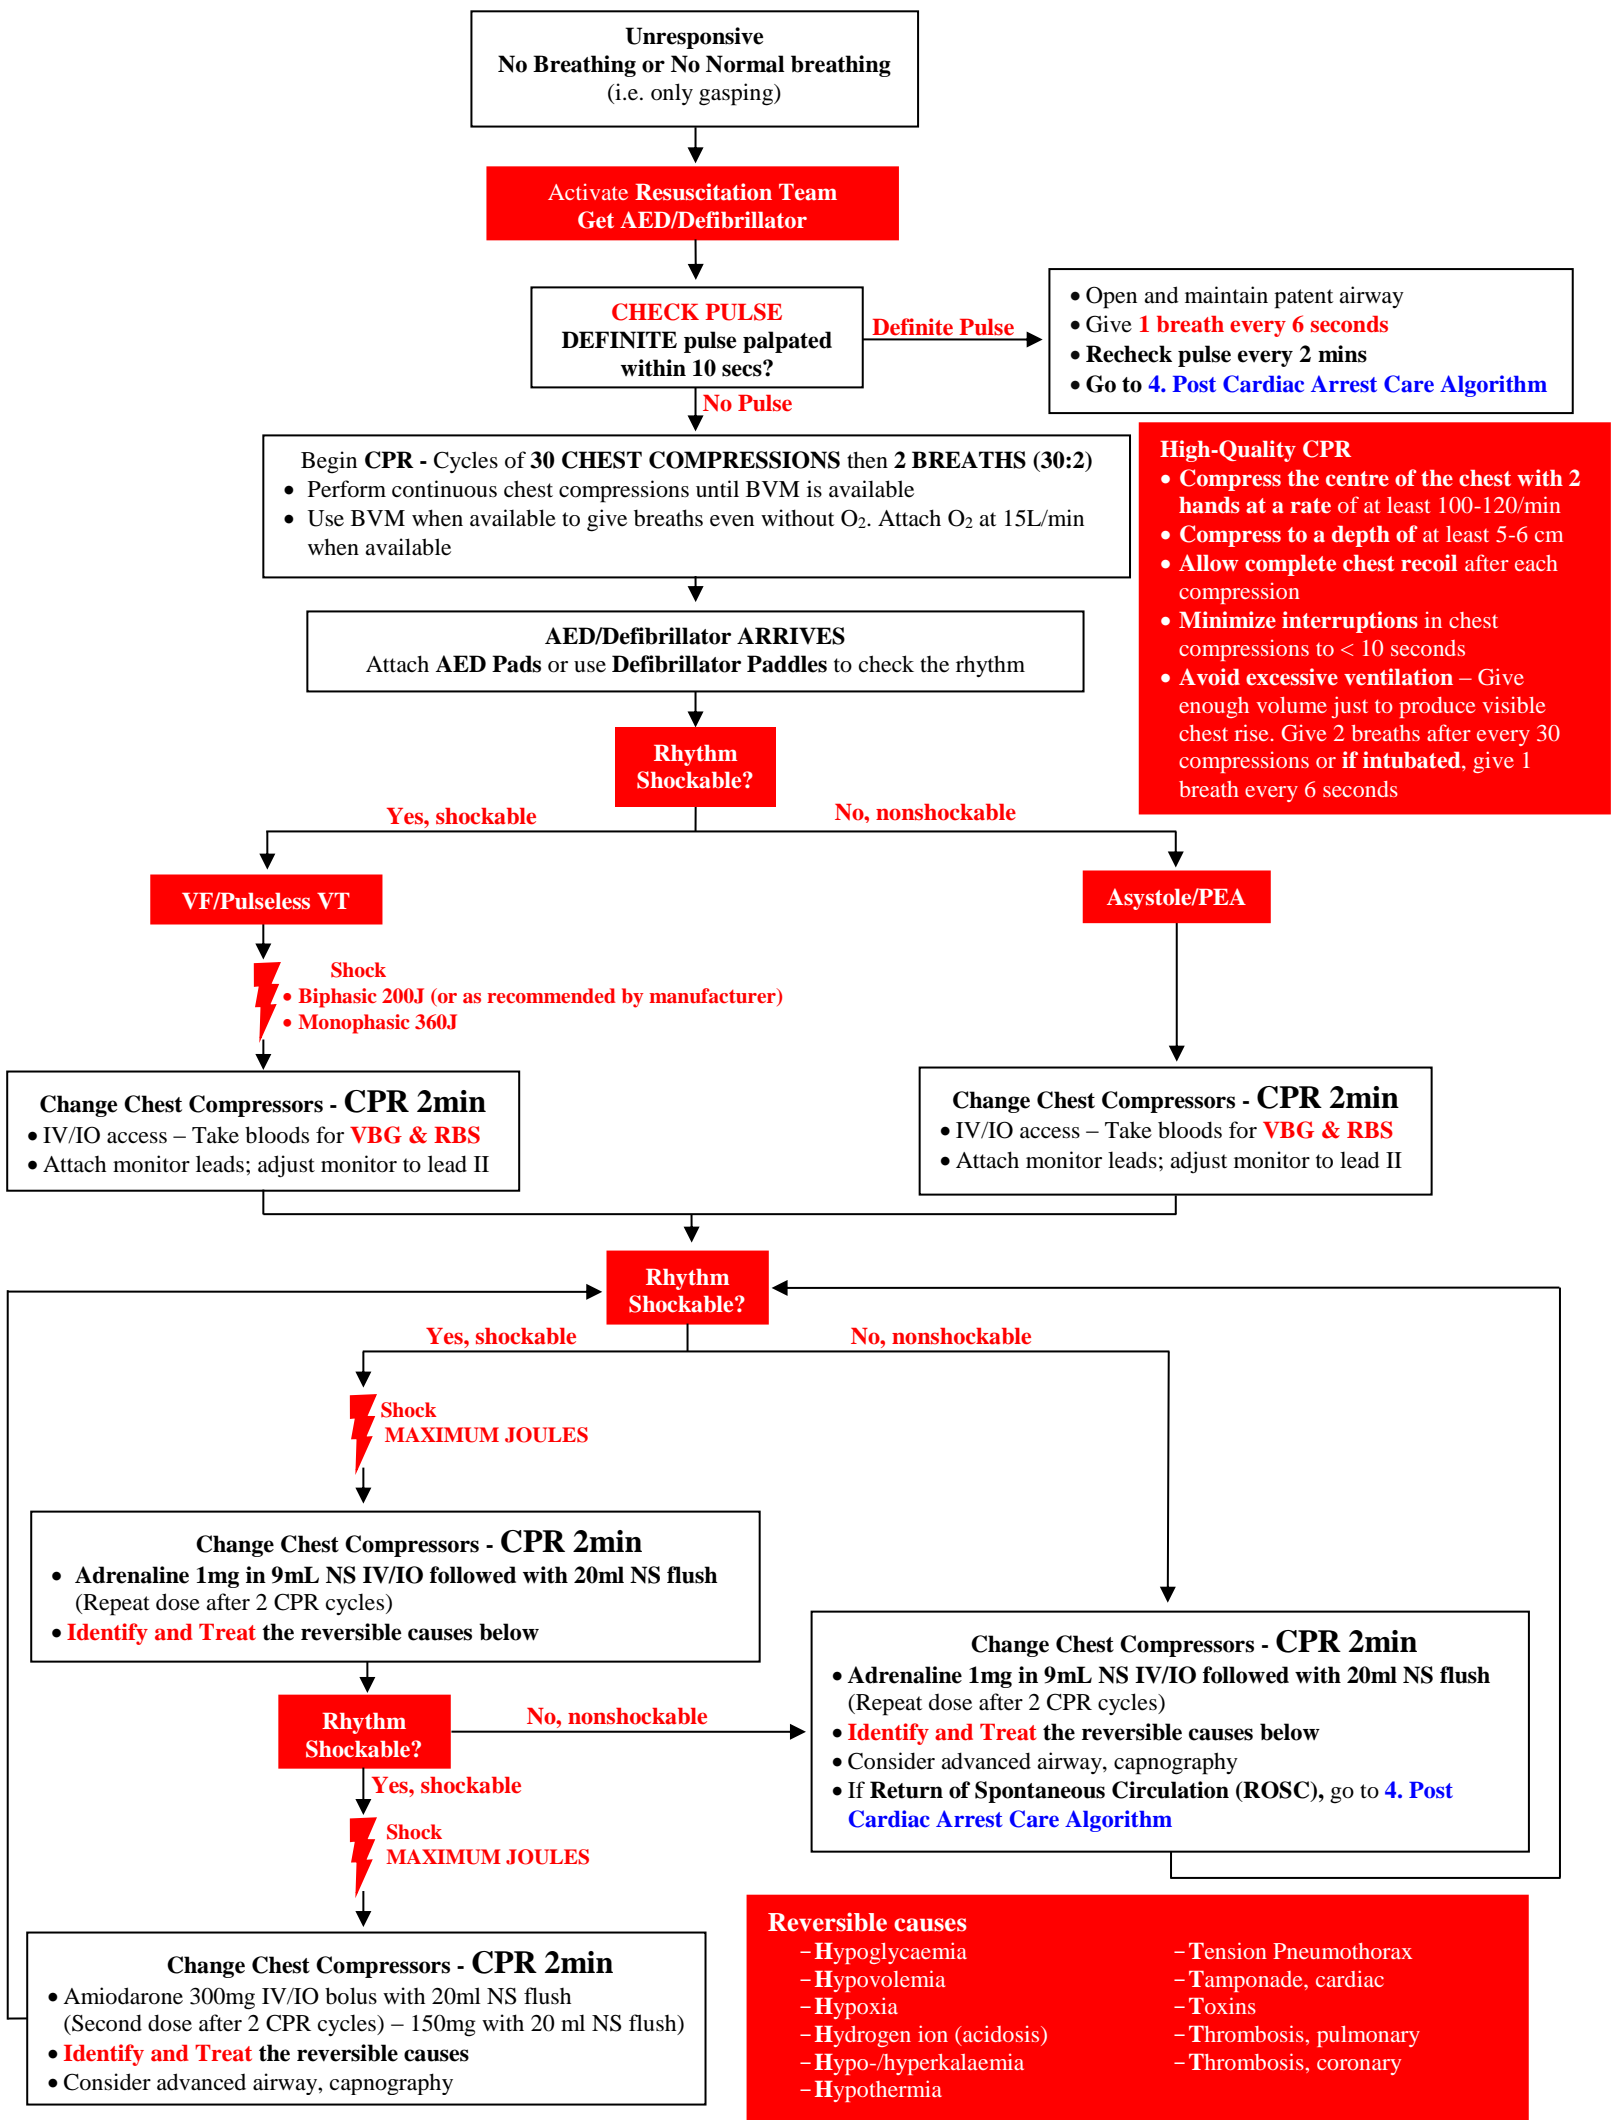 Unresponsive
No Breathing or No Normal breathing
(i.e. only gasping)
Activate Resuscitation Team
Get AED/Defibrillator
CHECK PULSE
DEFINITE pulse palpated
within 10 secs?
Definite Pulse
• Open and maintain patent airway
• Give 1 breath every 6 seconds
• Recheck pulse every 2 mins
• Go to 4. Post Cardiac Arrest Care Algorithm
No Pulse
Begin CPR - Cycles of 30 CHEST COMPRESSIONS then 2 BREATHS (30:2)
• Perform continuous chest compressions until BVM is available
• Use BVM when available to give breaths even without O₂. Attach O₂ at 15L/min
when available
High-Quality CPR
• Compress the centre of the chest with 2
hands at a rate of at least 100-120/min
• Compress to a depth of at least 5-6 cm
• Allow complete chest recoil after each
compression
• Minimize interruptions in chest
compressions to < 10 seconds
• Avoid excessive ventilation – Give
enough volume just to produce visible
chest rise. Give 2 breaths after every 30
compressions or if intubated, give 1
breath every 6 seconds
AED/Defibrillator ARRIVES
Attach AED Pads or use Defibrillator Paddles to check the rhythm
Rhythm
Shockable?
Yes, shockable
No, nonshockable
VF/Pulseless VT
Asystole/PEA
Shock
• Biphasic 200J (or as recommended by manufacturer)
• Monophasic 360J
Change Chest Compressors - CPR 2min
• IV/IO access – Take bloods for VBG & RBS
• Attach monitor leads; adjust monitor to lead II
Change Chest Compressors - CPR 2min
• IV/IO access – Take bloods for VBG & RBS
• Attach monitor leads; adjust monitor to lead II
Rhythm
Shockable?
Yes, shockable
No, nonshockable
Shock
MAXIMUM JOULES
Change Chest Compressors - CPR 2min
• Adrenaline 1mg in 9mL NS IV/IO followed with 20ml NS flush
(Repeat dose after 2 CPR cycles)
• Identify and Treat the reversible causes below
Rhythm
Shockable?
No, nonshockable
Change Chest Compressors - CPR 2min
• Adrenaline 1mg in 9mL NS IV/IO followed with 20ml NS flush
(Repeat dose after 2 CPR cycles)
• Identify and Treat the reversible causes below
• Consider advanced airway, capnography
• If Return of Spontaneous Circulation (ROSC), go to 4. Post
Cardiac Arrest Care Algorithm
Yes, shockable
Shock
MAXIMUM JOULES
Change Chest Compressors - CPR 2min
• Amiodarone 300mg IV/IO bolus with 20ml NS flush
(Second dose after 2 CPR cycles) – 150mg with 20 ml NS flush)
• Identify and Treat the reversible causes
• Consider advanced airway, capnography
Reversible causes
– Hypoglycaemia
– Hypovolemia
– Hypoxia
– Hydrogen ion (acidosis)
– Hypo-/hyperkalaemia
– Hypothermia
– Tension Pneumothorax
– Tamponade, cardiac
– Toxins
– Thrombosis, pulmonary
– Thrombosis, coronary